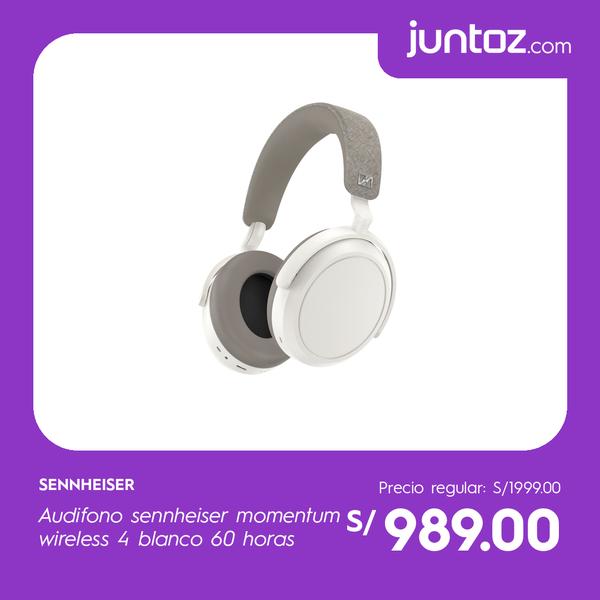 juntoz.com
SENNHEISER
Audifono sennheiser momentum
wireless 4 blanco 60 horas
Precio regular: S/1999.00
S/ 989.00